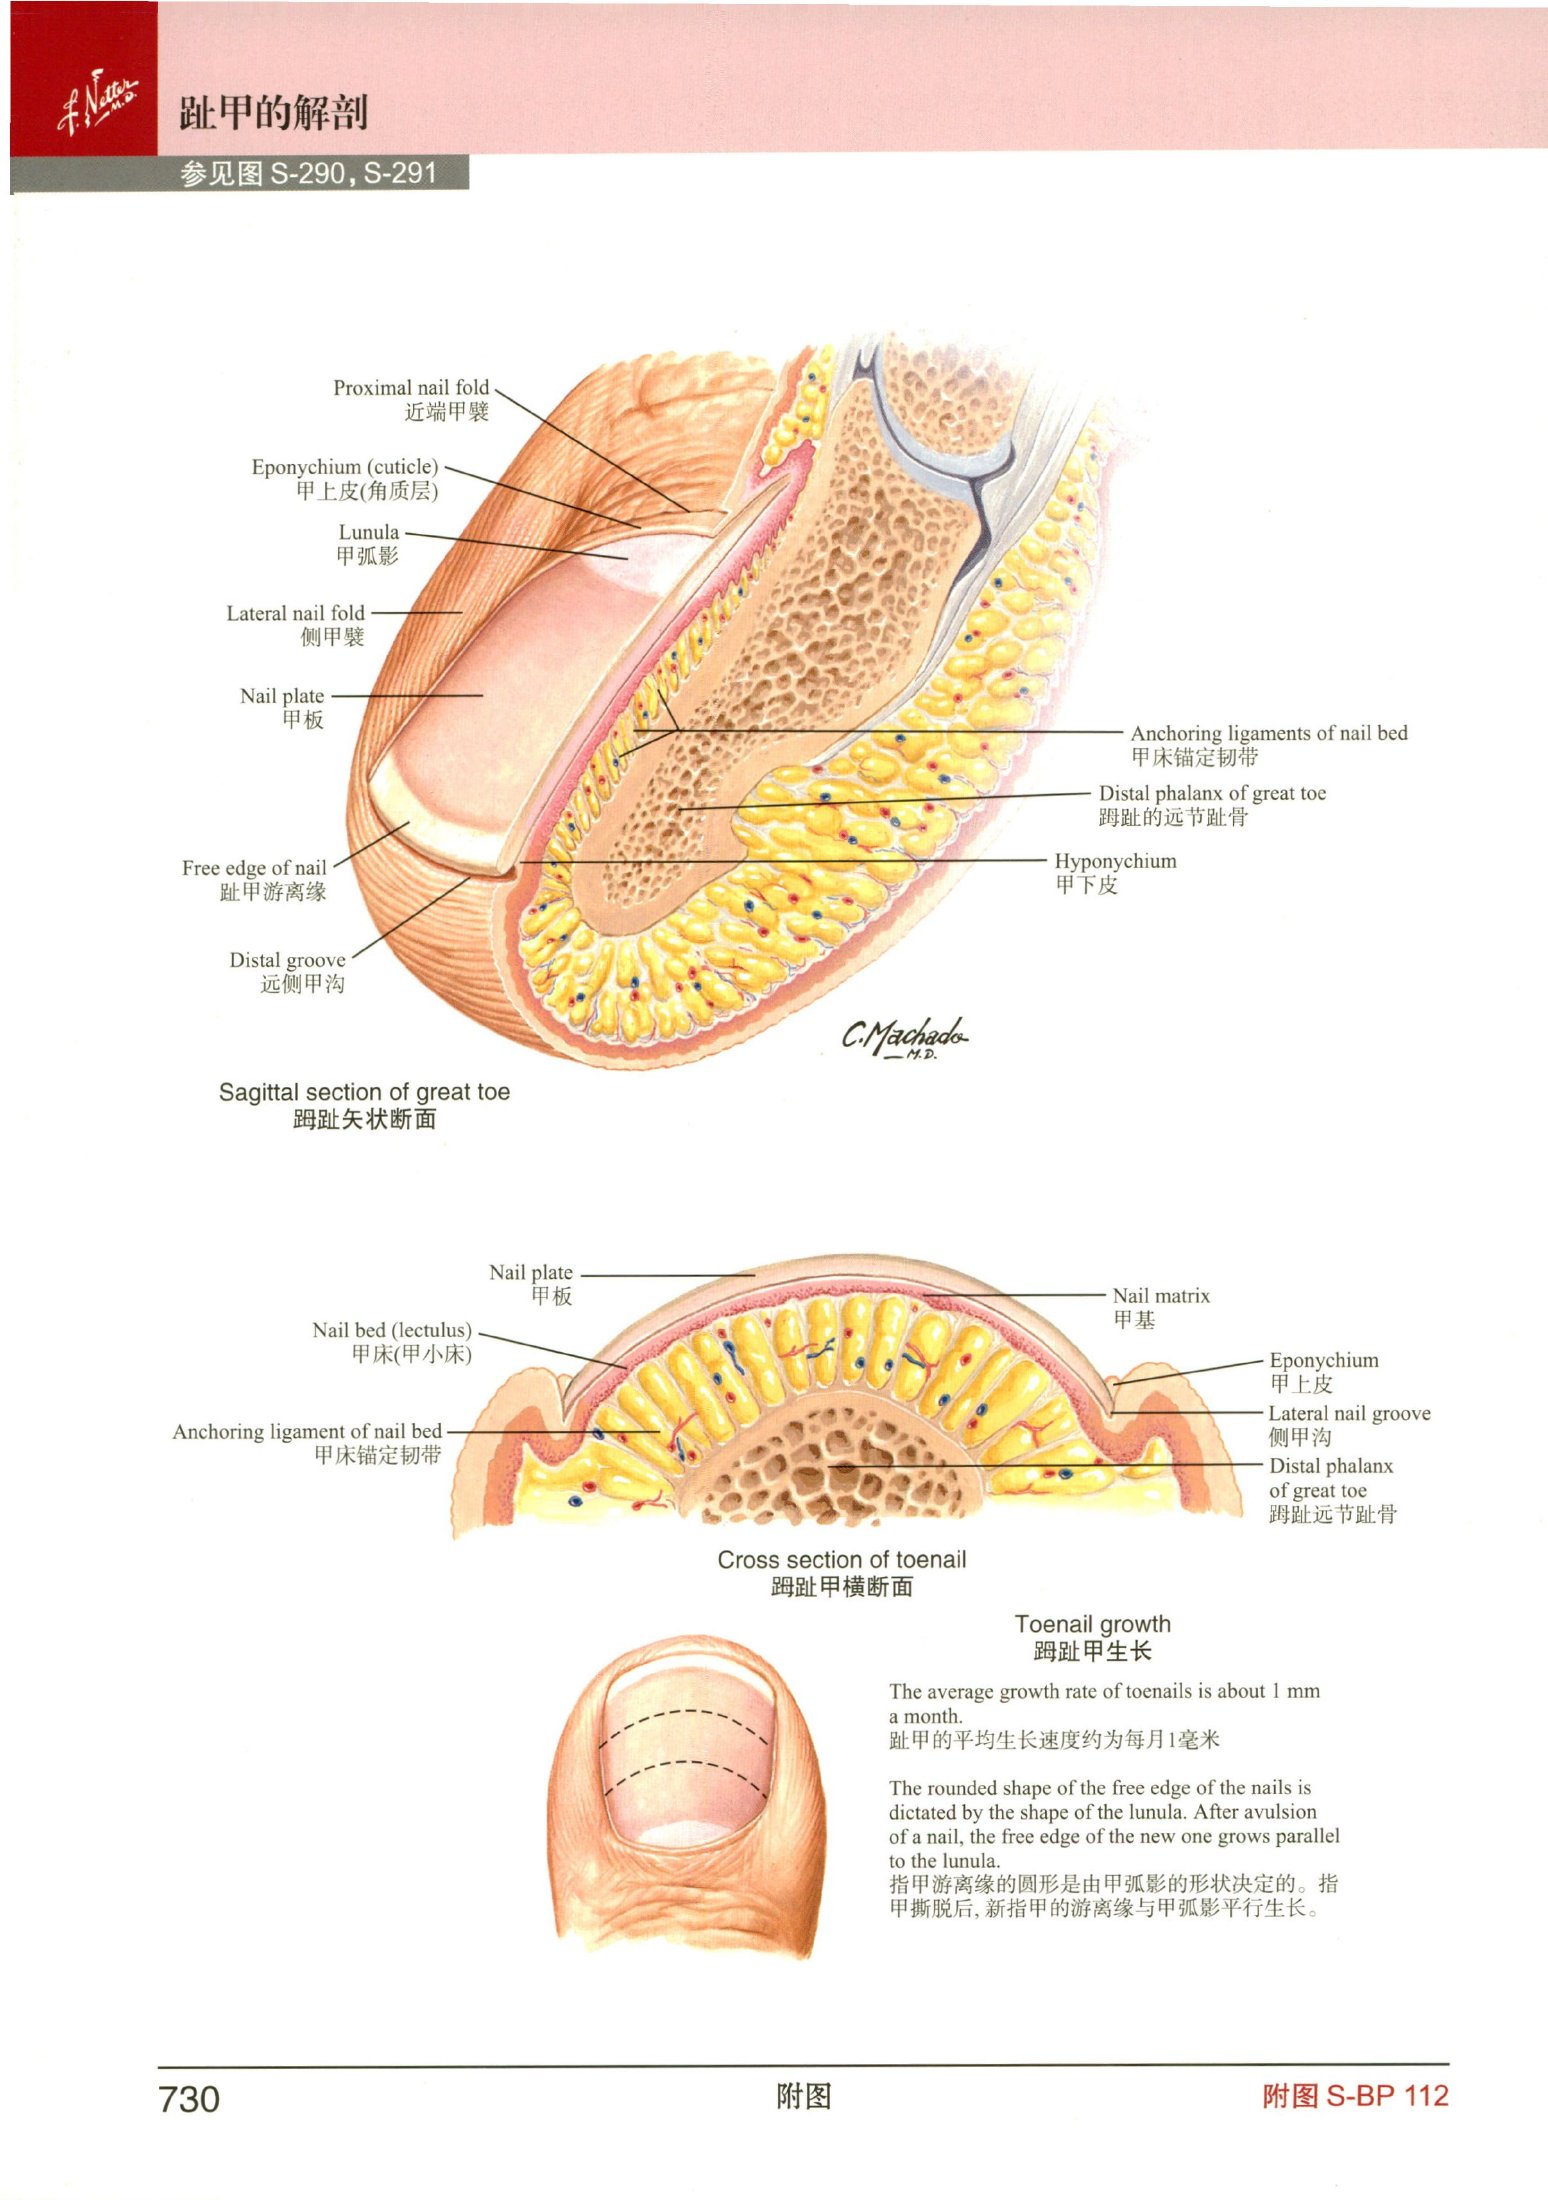 F. Netter
M.D.
趾甲的解剖
参见图 S-290, S-291
Proximal nail fold
近端甲襞
Eponychium (cuticle)
甲上皮(角质层)
Lunula
甲弧影
Lateral nail fold
侧甲襞
Nail plate
甲板
Free edge of nail
趾甲游离缘
Distal groove
远侧甲沟
Anchoring ligaments of nail bed
甲床锚定韧带
Distal phalanx of great toe
𧿹趾的远节趾骨
Hyponychium
甲下皮
C.Machado
M.D.
Sagittal section of great toe
𧿹趾矢状断面
Nail plate
甲板
Nail bed (lectulus)
甲床(甲小床)
Anchoring ligament of nail bed
甲床锚定韧带
Nail matrix
甲基
Eponychium
甲上皮
Lateral nail groove
侧甲沟
Distal phalanx
of great toe
𧿹趾远节趾骨
Cross section of toenail
𧿹趾甲横断面
Toenail growth
𧿹趾甲生长
The average growth rate of toenails is about 1 mm
a month.
趾甲的平均生长速度约为每月1毫米
The rounded shape of the free edge of the nails is
dictated by the shape of the lunula. After avulsion
of a nail, the free edge of the new one grows parallel
to the lunula.
指甲游离缘的圆形是由甲弧影的形状决定的。指
甲撕脱后, 新指甲的游离缘与甲弧影平行生长。
730
附图
附图 S-BP 112